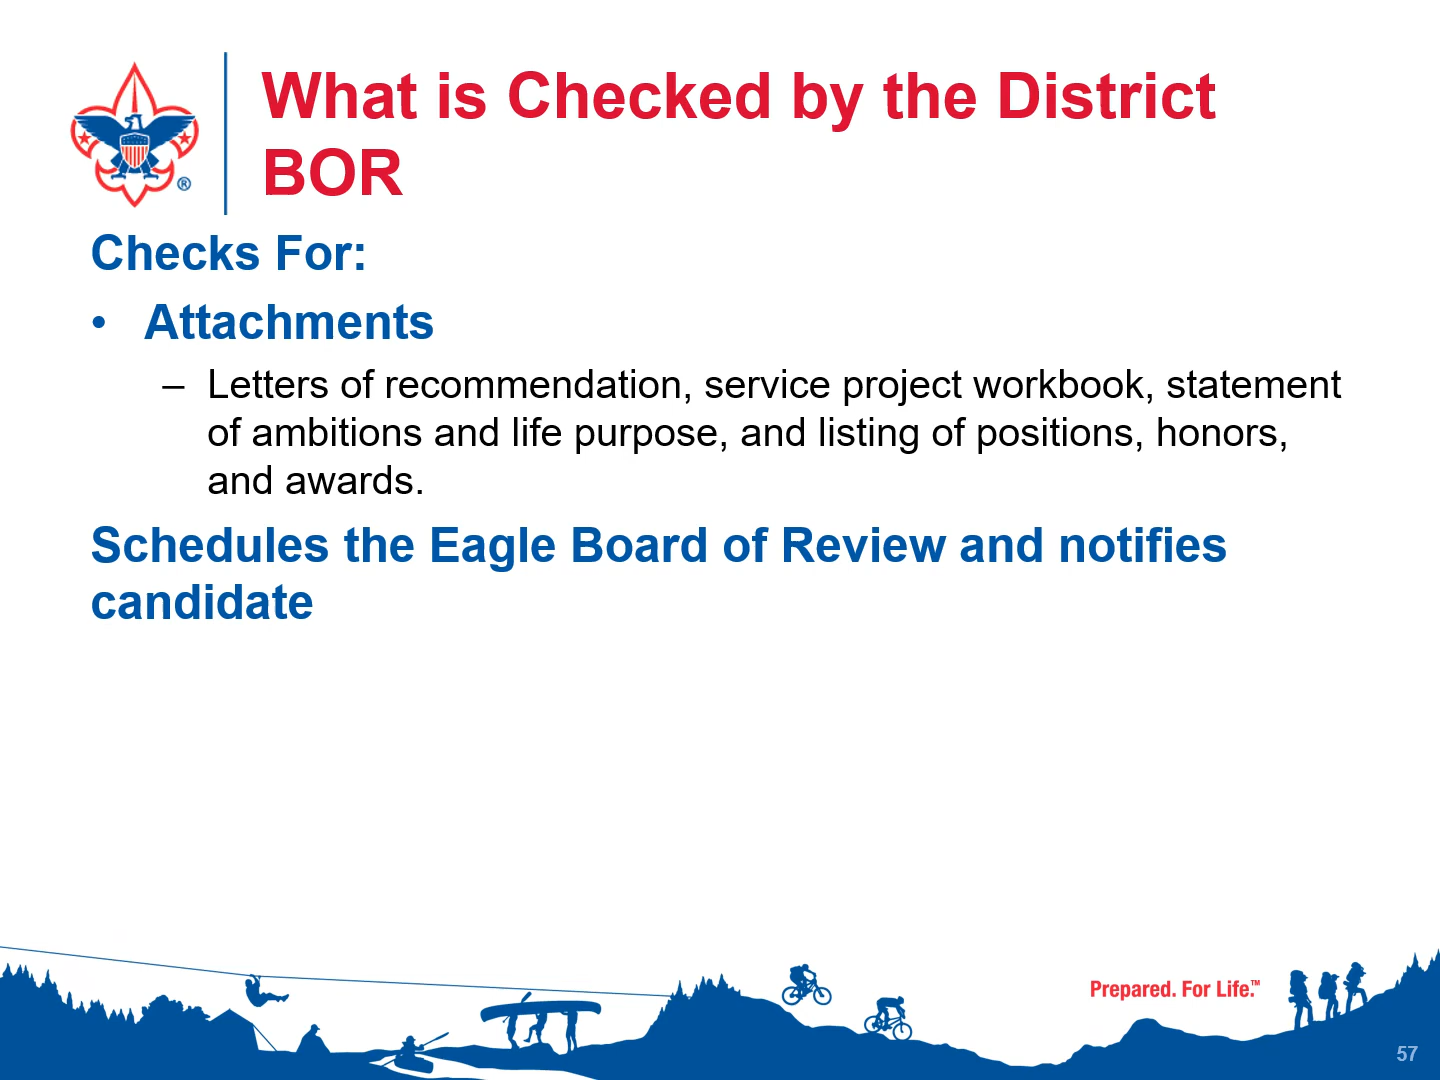 What is Checked by the District
BOR
Checks For:
• Attachments
– Letters of recommendation, service project workbook, statement
of ambitions and life purpose, and listing of positions, honors,
and awards.
Schedules the Eagle Board of Review and notifies
candidate
®
Prepared. For Life.™
57